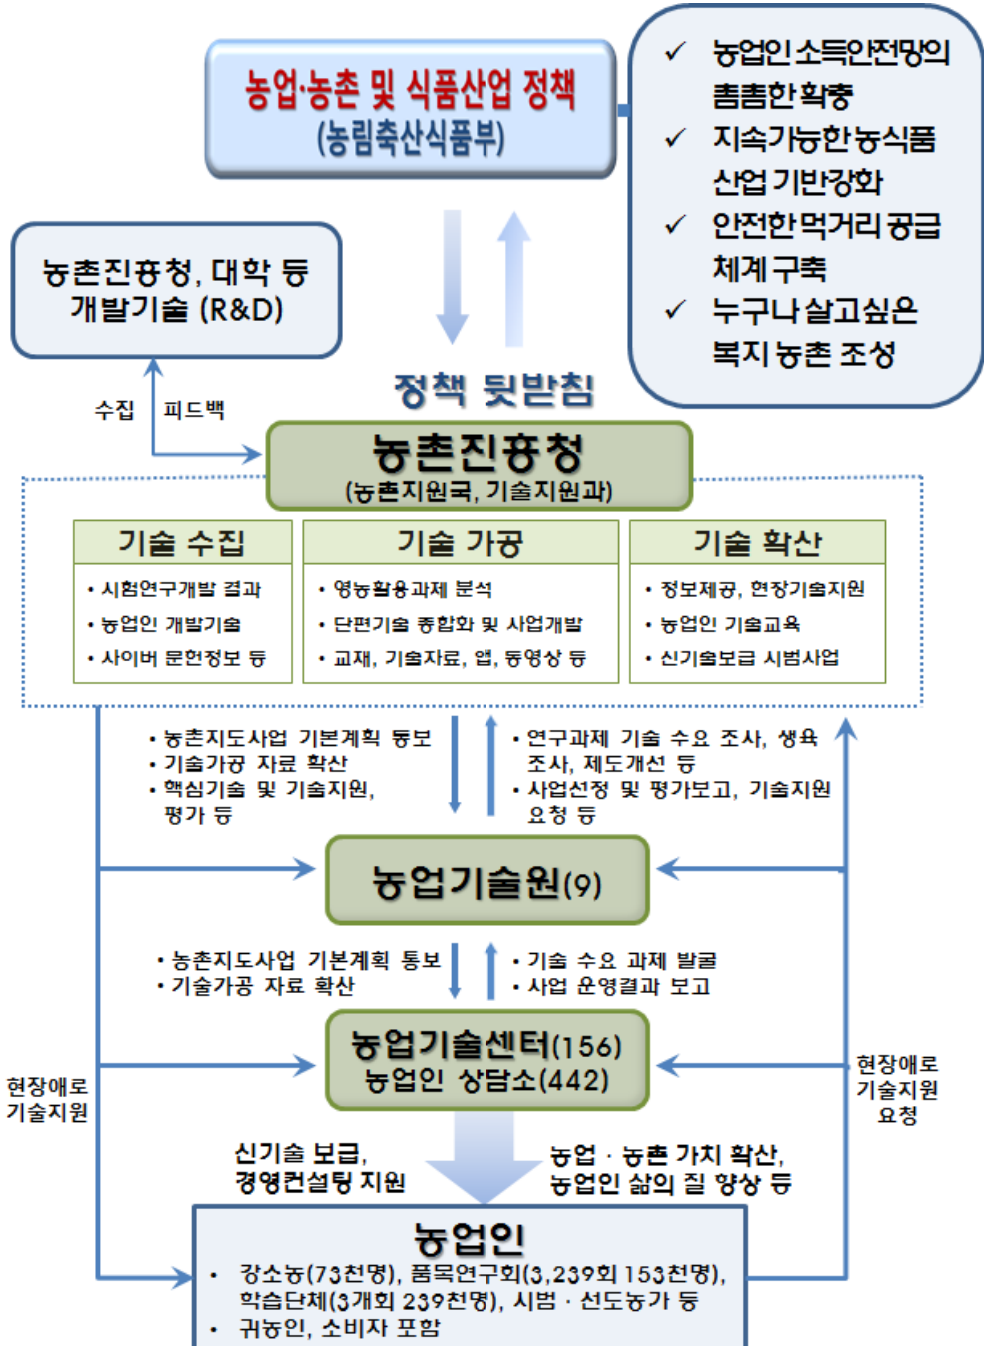 농업·농촌 및 식품산업 정책
(농림축산식품부)
✓ 농업인 소득안전망의
촘촘한 확충
✓ 지속가능한 농식품
산업 기반강화
✓ 안전한 먹거리 공급
체계 구축
✓ 누구나 살고싶은
복지 농촌 조성
농촌진흥청, 대학 등
개발기술 (R&D)
수집 피드백
정책 뒷받침
농촌진흥청
(농촌지원국, 기술지원과)
기술 수집
• 시험연구개발 결과
• 농업인 개발기술
• 사이버 문헌정보 등
기술 가공
• 영농활용과제 분석
• 단편기술 종합화 및 사업개발
• 교재, 기술자료, 앱, 동영상 등
기술 확산
• 정보제공, 현장기술지원
• 농업인 기술교육
• 신기술보급 시범사업
• 농촌지도사업 기본계획 통보
• 기술가공 자료 확산
• 핵심기술 및 기술지원,
평가 등
• 연구과제 기술 수요 조사, 생육
조사, 제도개선 등
• 사업선정 및 평가보고, 기술지원
요청 등
농업기술원(9)
• 농촌지도사업 기본계획 통보
• 기술가공 자료 확산
• 기술 수요 과제 발굴
• 사업 운영결과 보고
농업기술센터(156)
농업인 상담소(442)
현장애로
기술지원
현장애로
기술지원
요청
신기술 보급,
경영컨설팅 지원
농업 · 농촌 가치 확산,
농업인 삶의 질 향상 등
농업인
• 강소농(73천명), 품목연구회(3,239회 153천명),
학습단체(3개회 239천명), 시범 · 선도농가 등
• 귀농인, 소비자 포함